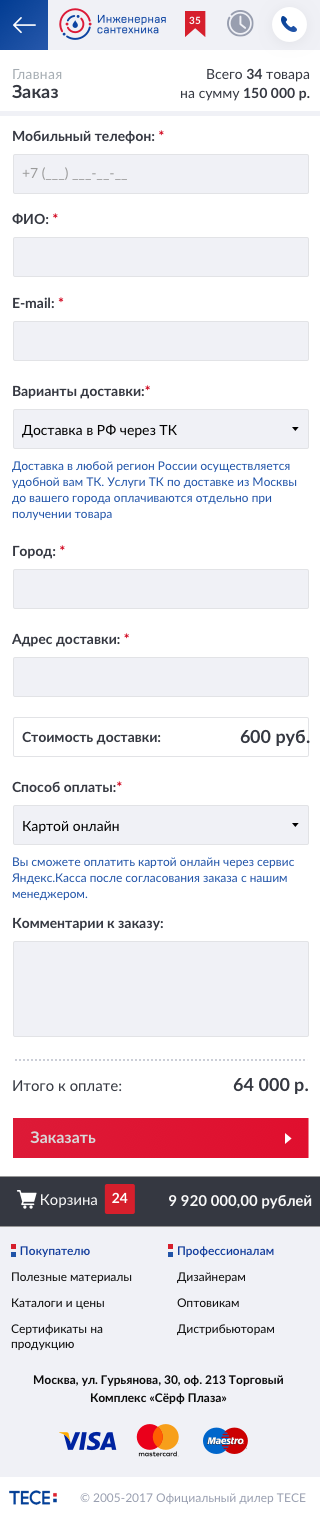 Инженерная
сантехника
35
Главная
Всего 34 товара
Заказ
на сумму 150 000 р.
Мобильный телефон: *
+7 (___) ___-__-__
ФИО: *
E-mail: *
Варианты доставки:*
Доставка в РФ через ТК
Доставка в любой регион России осуществляется
удобной вам ТК. Услуги ТК по доставке из Москвы
до вашего города оплачиваются отдельно при
получении товара
Город: *
Адрес доставки: *
Стоимость доставки: 600 руб.
Способ оплаты:*
Картой онлайн
Вы сможете оплатить картой онлайн через сервис
Яндекс.Касса после согласования заказа с нашим
менеджером.
Комментарии к заказу:
Итого к оплате: 64 000 р.
Заказать
Корзина 24 9 920 000,00 рублей
Покупателю
Полезные материалы
Каталоги и цены
Сертификаты на
продукцию
Профессионалам
Дизайнерам
Оптовикам
Дистрибьюторам
Москва, ул. Гурьянова, 30, оф. 213 Торговый
Комплекс «Сёрф Плаза»
VISA mastercard. Maestro
TECE: © 2005-2017 Официальный дилер TECE